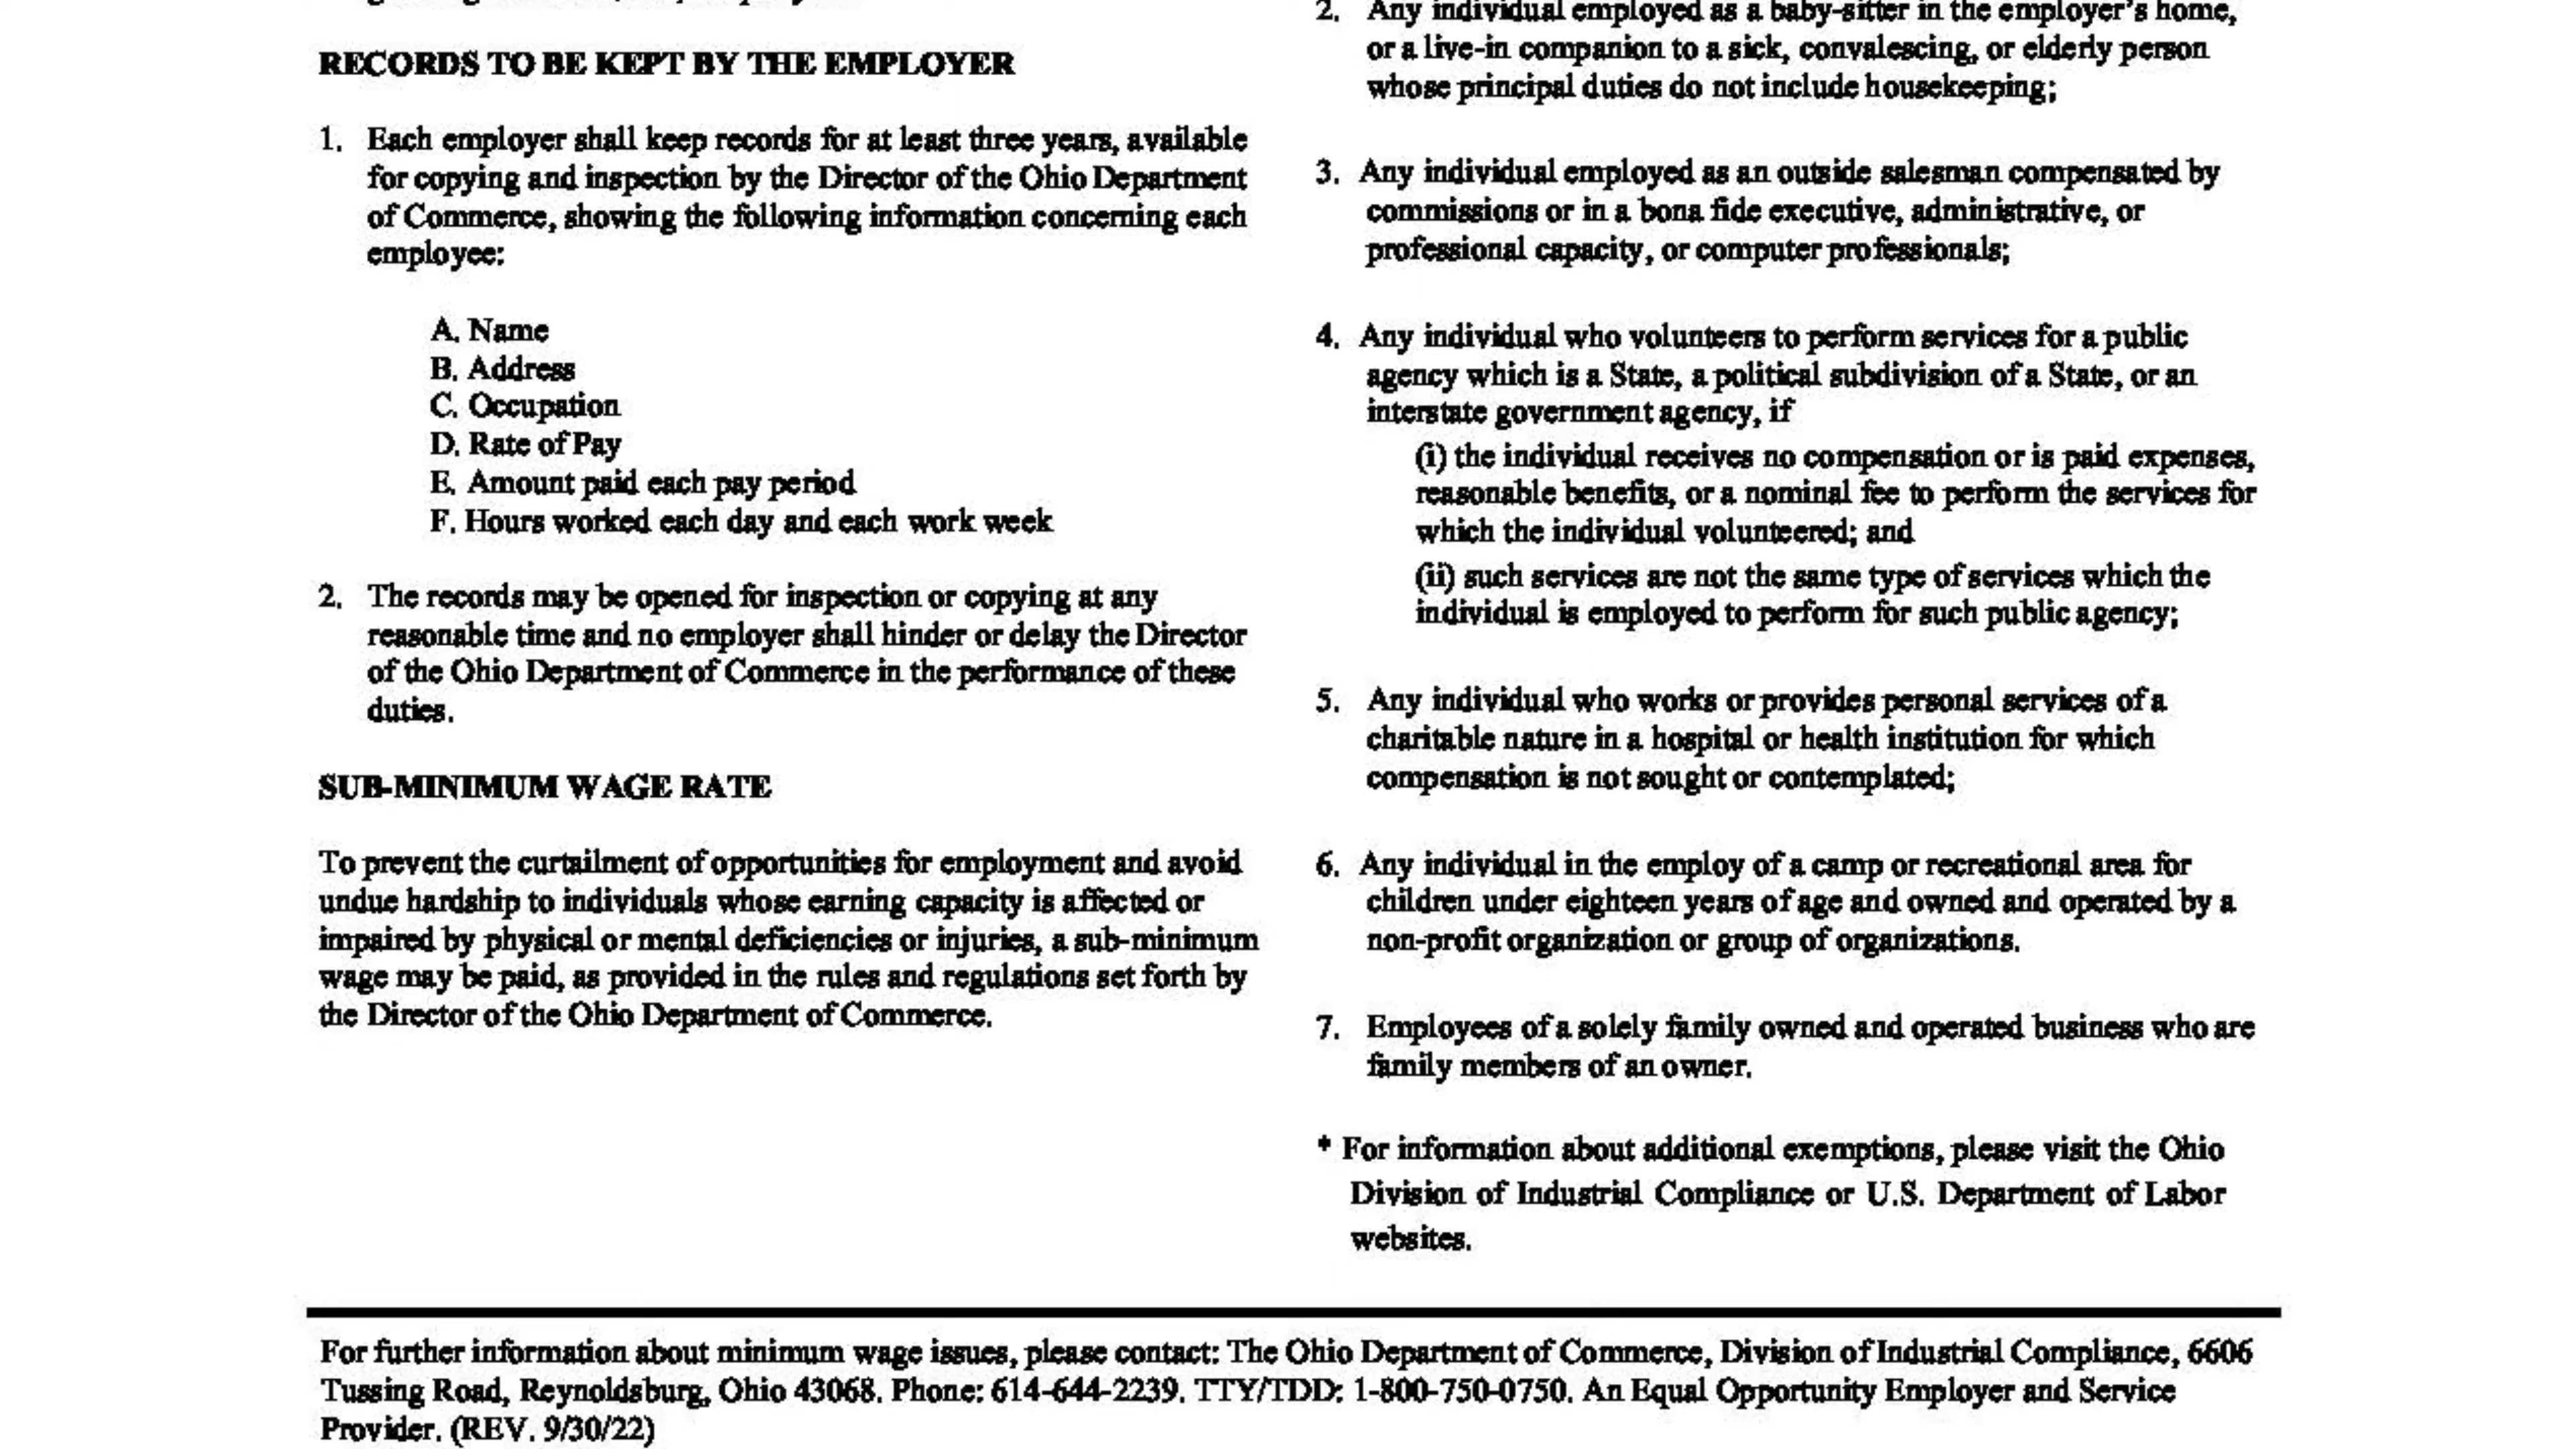 RECORDS TO BE KEPT BY THE EMPLOYER
1. Each employer shall keep records for at least three years, available
for copying and inspection by the Director of the Ohio Department
of Commerce, showing the following information concerning each
employee:
A. Name
B. Address
C. Occupation
D. Rate of Pay
E. Amount paid each pay period
F. Hours worked each day and each work week
2. The records may be opened for inspection or copying at any
reasonable time and no employer shall hinder or delay the Director
of the Ohio Department of Commerce in the performance of these
duties.
SUB-MINIMUM WAGE RATE
To prevent the curtailment of opportunities for employment and avoid
undue hardship to individuals whose earning capacity is affected or
impaired by physical or mental deficiencies or injuries, a sub-minimum
wage may be paid, as provided in the rules and regulations set forth by
the Director of the Ohio Department of Commerce.
2. Any individual employed as a baby-sitter in the employer's home,
or a live-in companion to a sick, convalescing, or elderly person
whose principal duties do not include housekeeping;
3. Any individual employed as an outside salesman compensated by
commissions or in a bona fide executive, administrative, or
professional capacity, or computer professionals;
4. Any individual who volunteers to perform services for a public
agency which is a State, a political subdivision of a State, or an
interstate government agency, if
(i) the individual receives no compensation or is paid expenses,
reasonable benefits, or a nominal fee to perform the services for
which the individual volunteered; and
(ii) such services are not the same type of services which the
individual is employed to perform for such public agency;
5. Any individual who works or provides personal services of a
charitable nature in a hospital or health institution for which
compensation is not sought or contemplated;
6. Any individual in the employ of a camp or recreational area for
children under eighteen years of age and owned and operated by a
non-profit organization or group of organizations.
7. Employees of a solely family owned and operated business who are
family members of an owner.
* For information about additional exemptions, please visit the Ohio
Division of Industrial Compliance or U.S. Department of Labor
websites.
For further information about minimum wage issues, please contact: The Ohio Department of Commerce, Division of Industrial Compliance, 6606
Tussing Road, Reynoldsburg, Ohio 43068. Phone: 614-644-2239. TTY/TDD: 1-800-750-0750. An Equal Opportunity Employer and Service
Provider. (REV. 9/30/22)